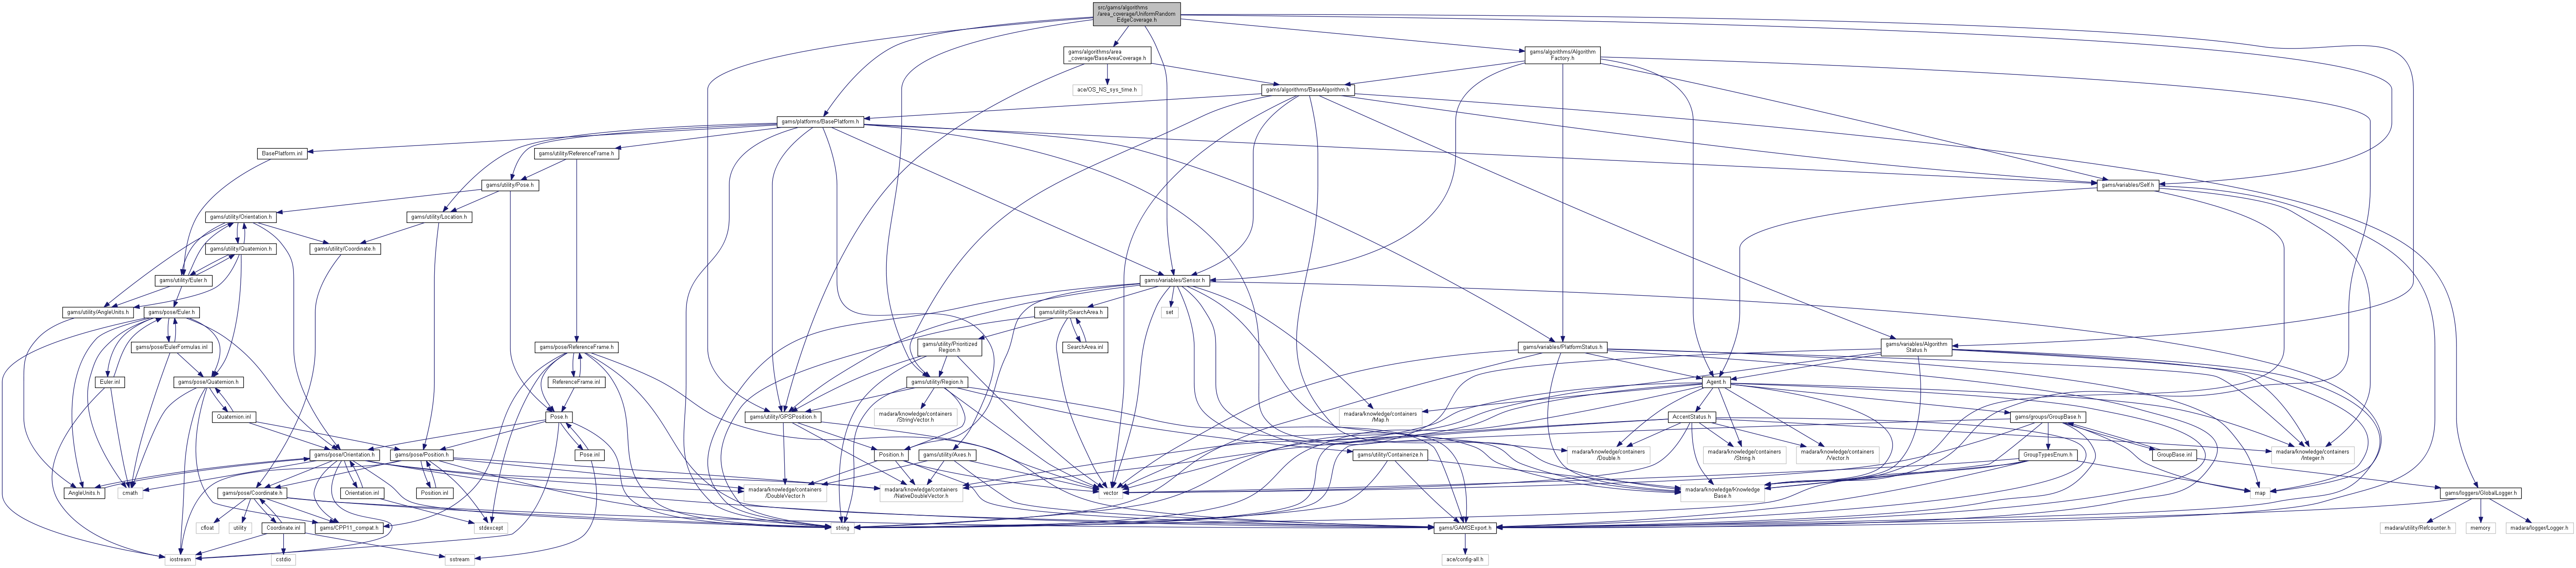 src/gams/algorithms
/area_coverage/UniformRandom
EdgeCoverage.h
gams/algorithms/area
_coverage/BaseAreaCoverage.h
gams/algorithms/Algorithm
Factory.h
ace/OS_NS_sys_time.h
gams/algorithms/BaseAlgorithm.h
gams/platforms/BasePlatform.h
BasePlatform.inl
gams/utility/ReferenceFrame.h
gams/utility/Pose.h
gams/variables/Self.h
gams/utility/Orientation.h
gams/utility/Location.h
gams/utility/Quaternion.h
gams/utility/Coordinate.h
gams/utility/Euler.h
gams/variables/Sensor.h
gams/utility/AngleUnits.h
gams/pose/Euler.h
gams/utility/SearchArea.h
set
gams/pose/EulerFormulas.inl
gams/pose/ReferenceFrame.h
gams/utility/Prioritized
Region.h
SearchArea.inl
gams/variables/PlatformStatus.h
gams/variables/Algorithm
Status.h
Euler.inl
gams/pose/Quaternion.h
ReferenceFrame.inl
gams/utility/Region.h
Agent.h
Quaternion.inl
Pose.h
gams/utility/GPSPosition.h
madara/knowledge/containers
/StringVector.h
madara/knowledge/containers
/Map.h
AccentStatus.h
gams/groups/GroupBase.h
gams/pose/Orientation.h
gams/pose/Position.h
Pose.inl
Position.h
gams/utility/Axes.h
gams/utility/Containerize.h
madara/knowledge/containers
/Double.h
madara/knowledge/containers
/String.h
madara/knowledge/containers
/Vector.h
GroupTypesEnum.h
GroupBase.inl
madara/knowledge/containers
/Integer.h
AngleUnits.h
cmath
gams/pose/Coordinate.h
Orientation.inl
Position.inl
madara/knowledge/containers
/DoubleVector.h
madara/knowledge/containers
/NativeDoubleVector.h
vector
madara/knowledge/Knowledge
Base.h
map
gams/loggers/GlobalLogger.h
cfloat
utility
Coordinate.inl
gams/CPP11_compat.h
stdexcept
string
gams/GAMSExport.h
madara/utility/Refcounter.h
memory
madara/logger/Logger.h
iostream
cstdio
sstream
ace/config-all.h